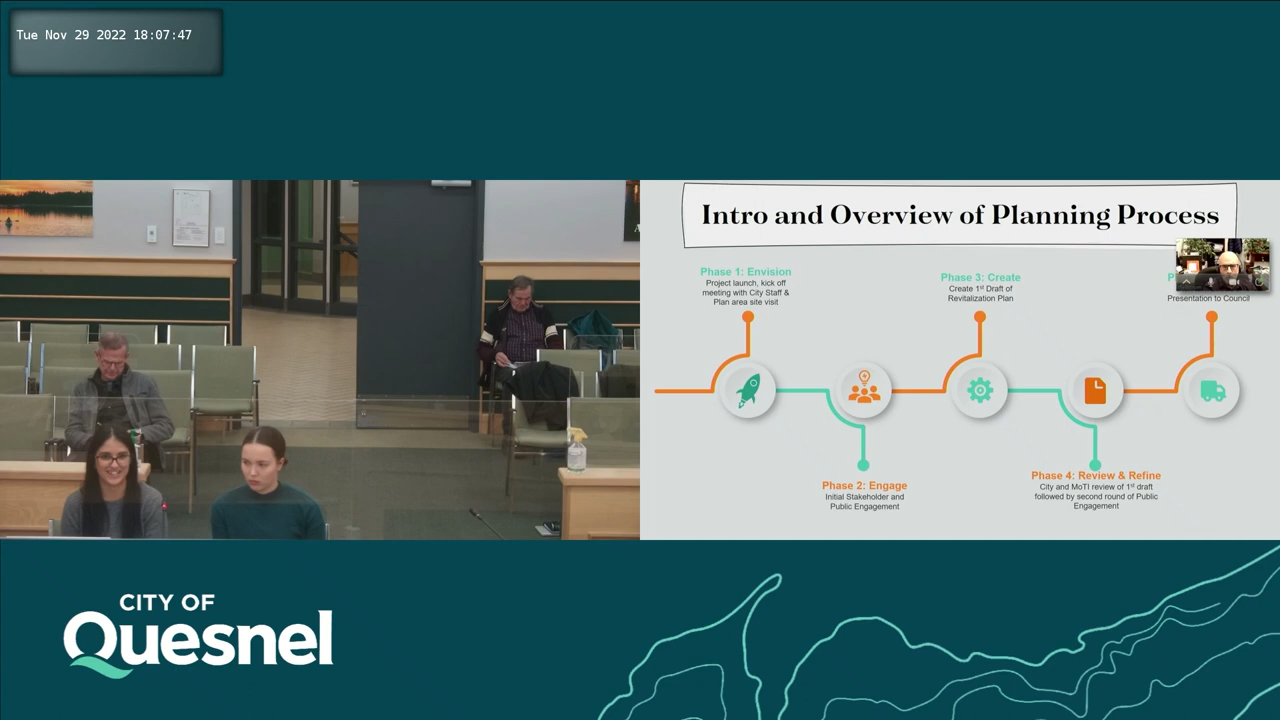 Tue Nov 29 2022 18:07:47
Intro and Overview of Planning Process
Phase 1: Envision
Project launch, kick off
meeting with City Staff &
Plan area site visit
Phase 3: Create
Create 1st Draft of
Revitalization Plan
Presentation to Council
Phase 2: Engage
Initial Stakeholder and
Public Engagement
Phase 4: Review & Refine
City and MoTI review of 1st draft
followed by second round of Public
Engagement
CITY OF
Quesnel